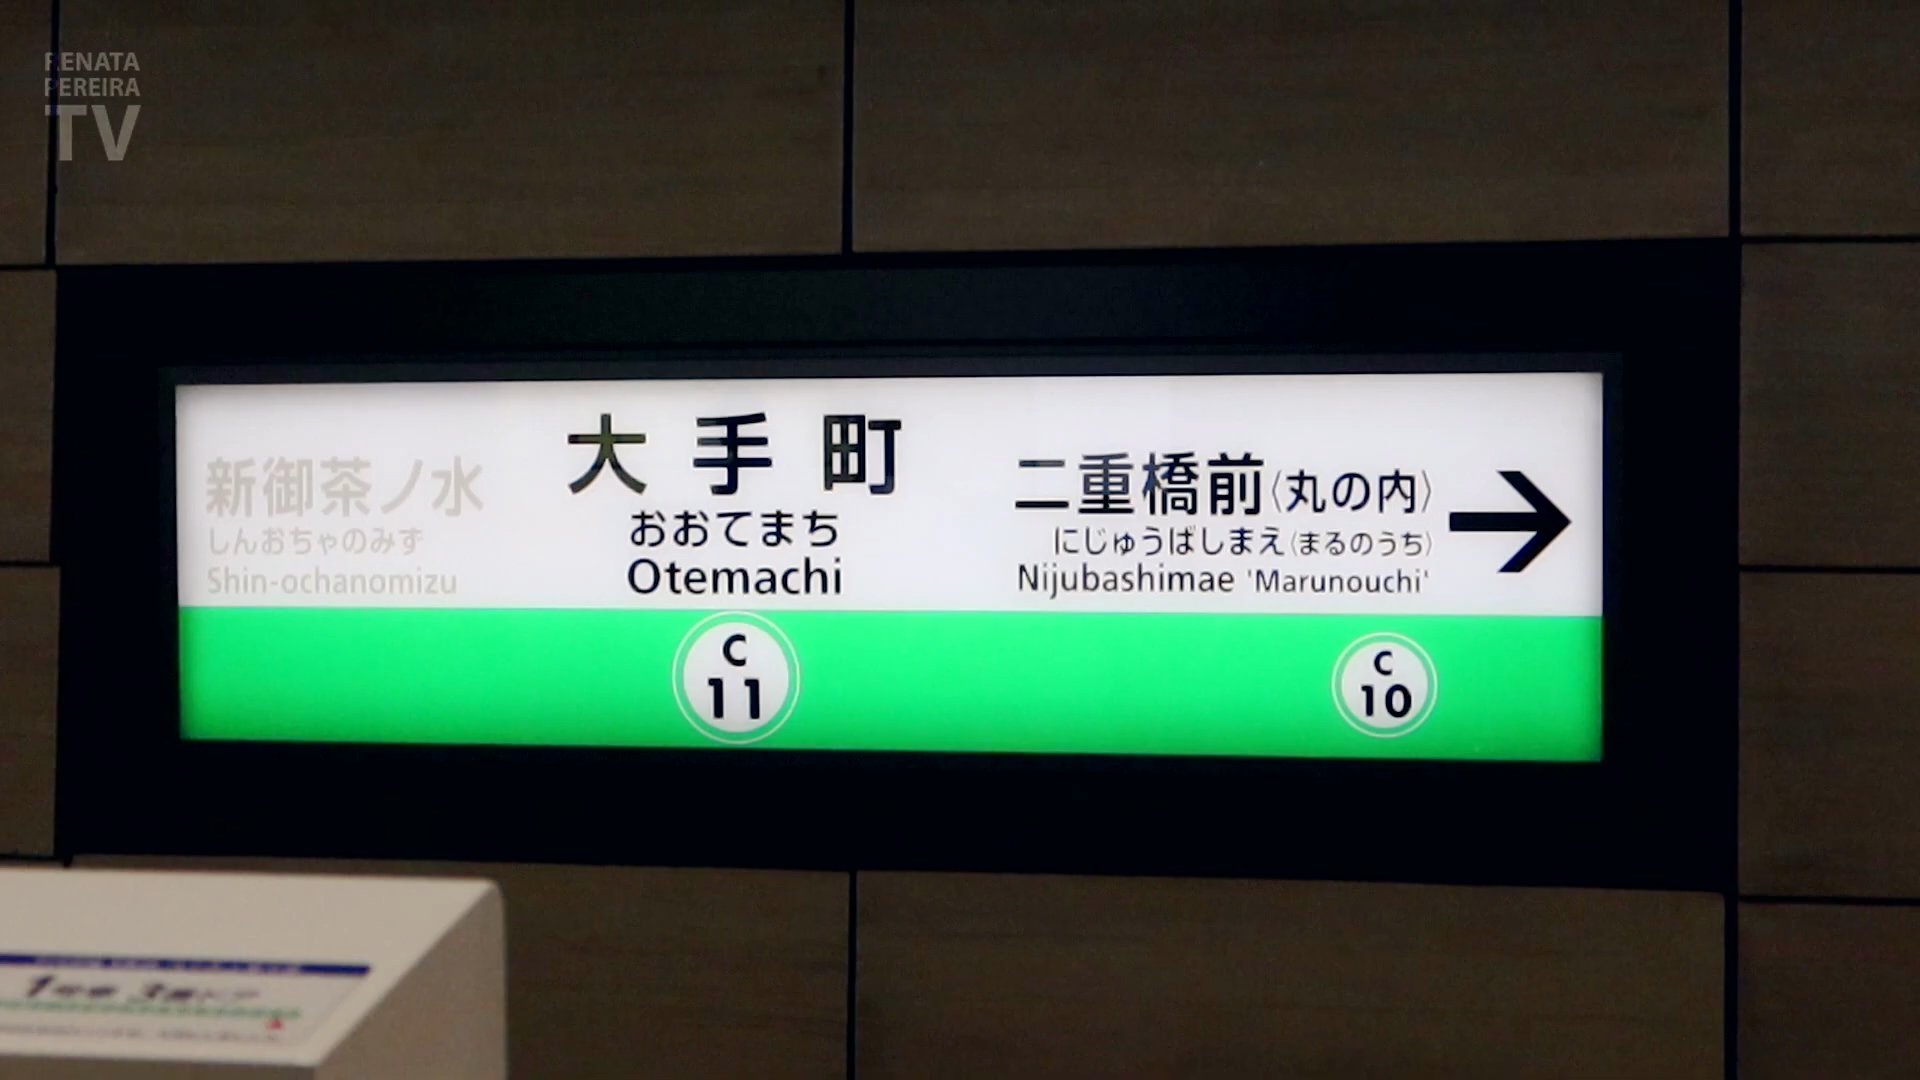 RENATA
PEREIRA
TV
新御茶ノ水
しんおちゃのみず
Shin-ochanomizu
大手町
おおてまち
Otemachi
二重橋前(丸の内)
にじゅうばしまえ(まるのうち)
Nijubashimae 'Marunouchi'
C
11
C
10